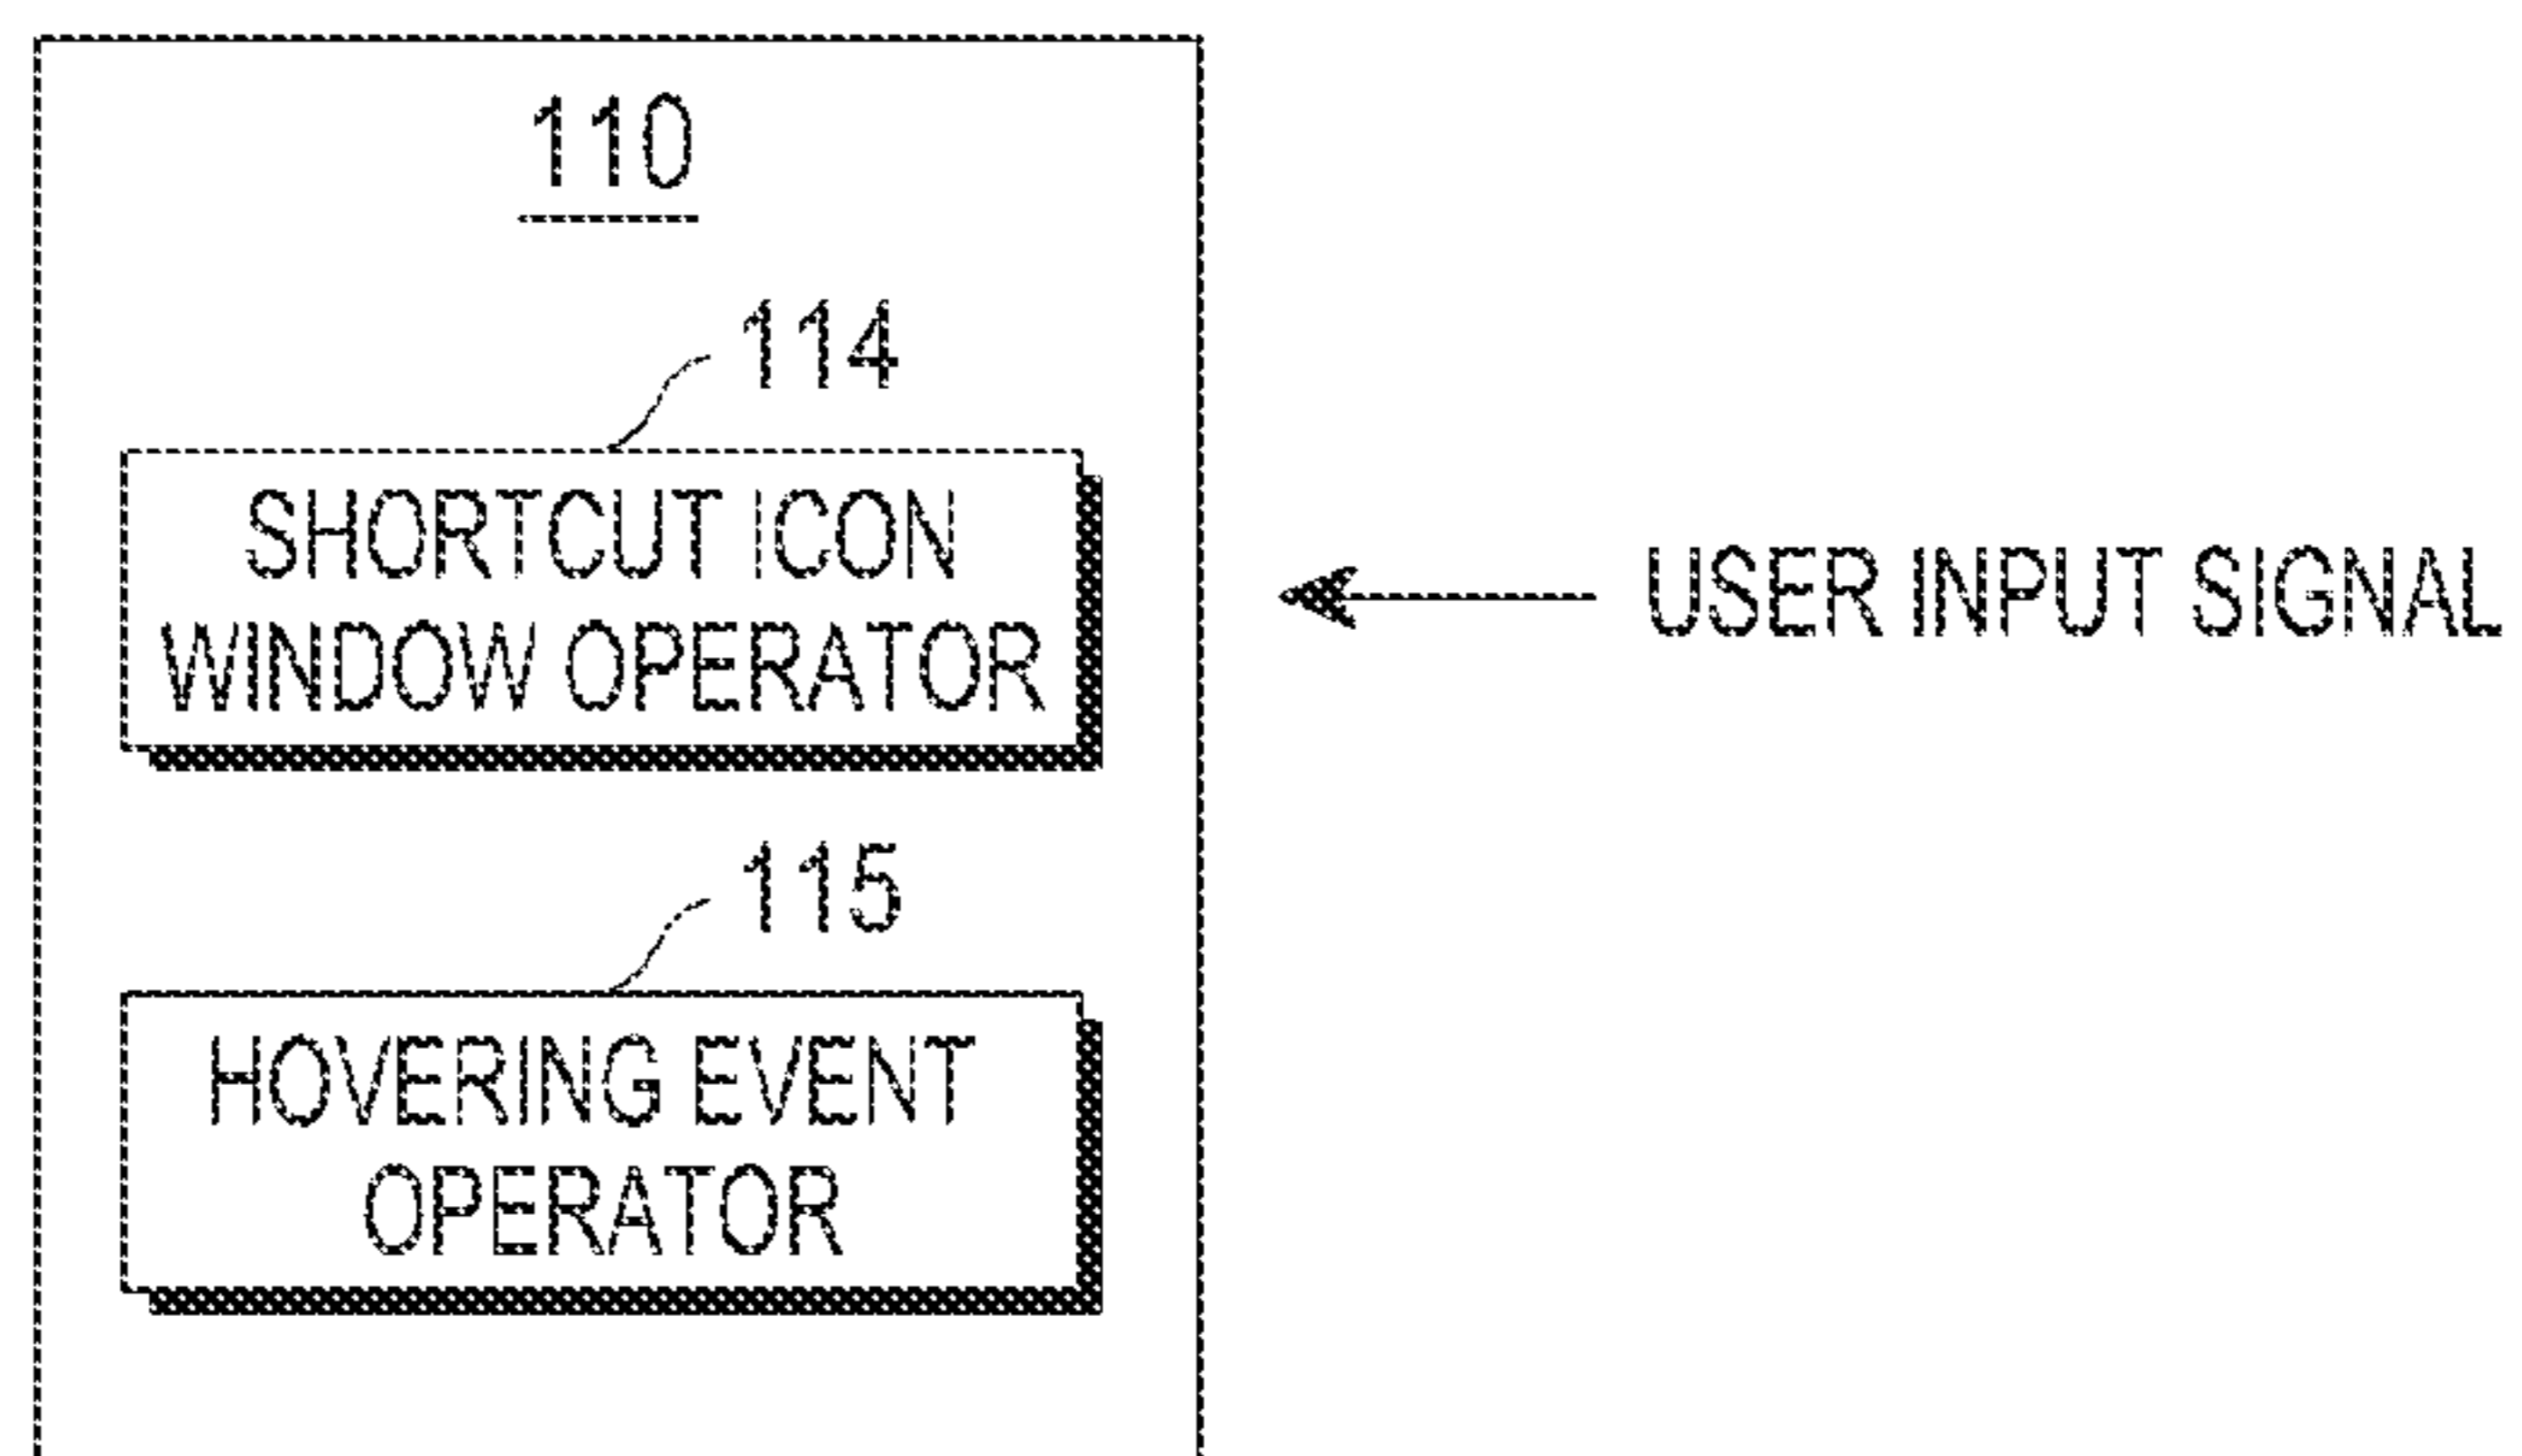 110
114
SHORTCUT ICON
WINDOW OPERATOR
USER INPUT SIGNAL
115
HOVERING EVENT
OPERATOR